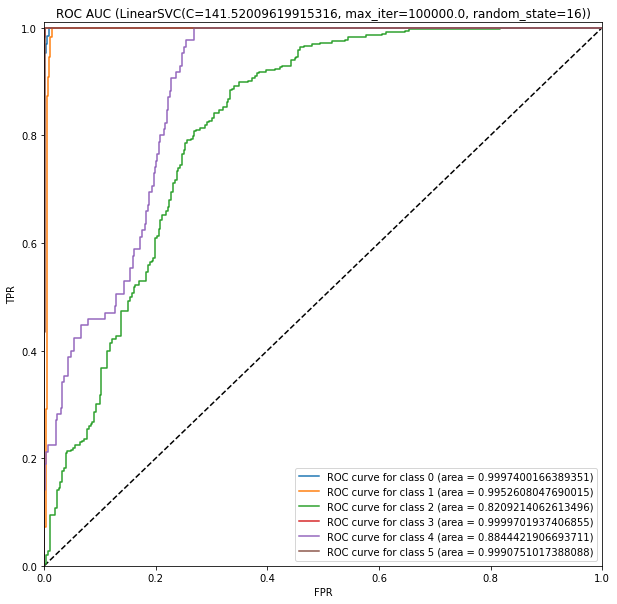 ROC AUC (LinearSVC(C=141.52009619915316, max_iter=100000.0, random_state=16))
1.0
0.8
0.6
0.4
0.2
0.0
TPR
0.0 0.2 0.4 0.6 0.8 1.0
FPR
ROC curve for class 0 (area = 0.9997400166389351)
ROC curve for class 1 (area = 0.9952608047690015)
ROC curve for class 2 (area = 0.8209214062613496)
ROC curve for class 3 (area = 0.9999701937406855)
ROC curve for class 4 (area = 0.8844421906693711)
ROC curve for class 5 (area = 0.9990751017388088)